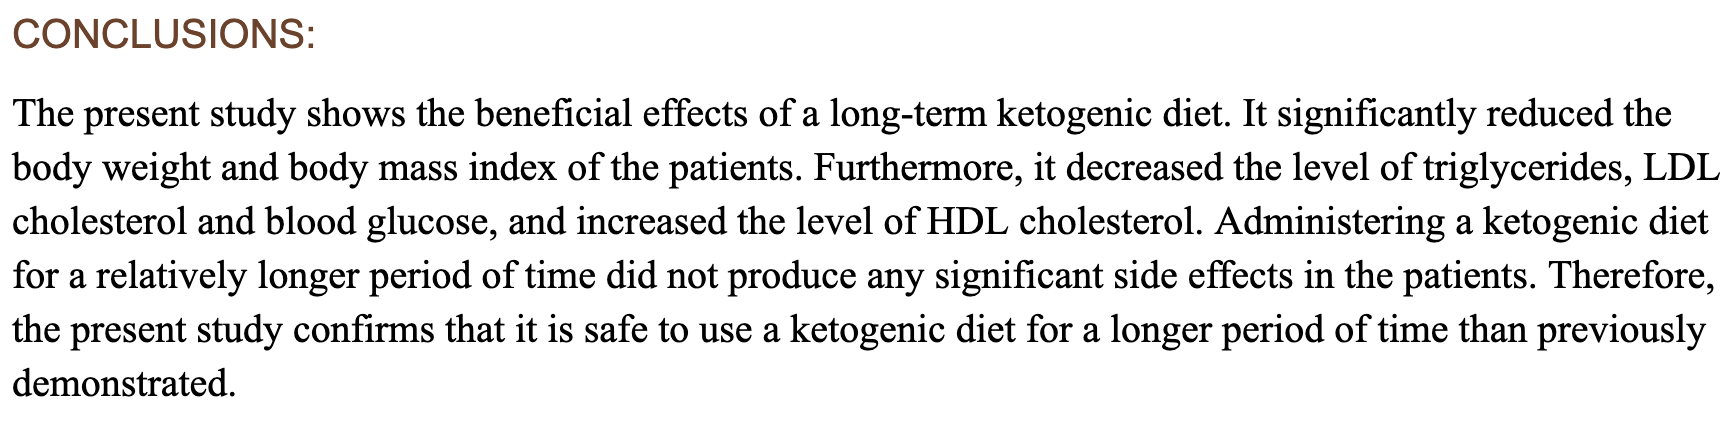 CONCLUSIONS:
The present study shows the beneficial effects of a long-term ketogenic diet. It significantly reduced the
body weight and body mass index of the patients. Furthermore, it decreased the level of triglycerides, LDL
cholesterol and blood glucose, and increased the level of HDL cholesterol. Administering a ketogenic diet
for a relatively longer period of time did not produce any significant side effects in the patients. Therefore,
the present study confirms that it is safe to use a ketogenic diet for a longer period of time than previously
demonstrated.